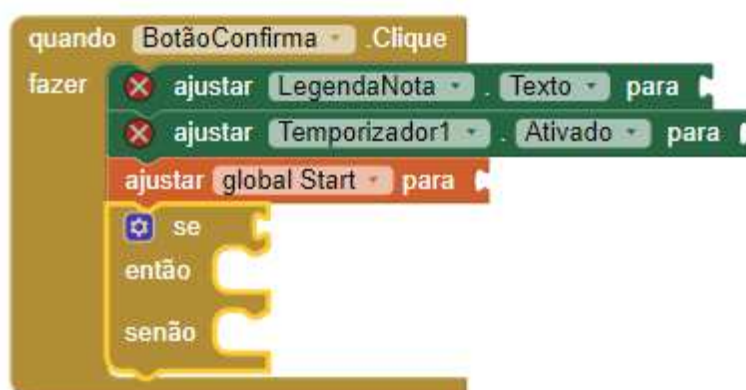 quando BotãoConfirma .Clique
fazer ajustar LegendaNota . Texto para
ajustar Temporizador1 . Ativado para
ajustar global Start para
se
então
senão